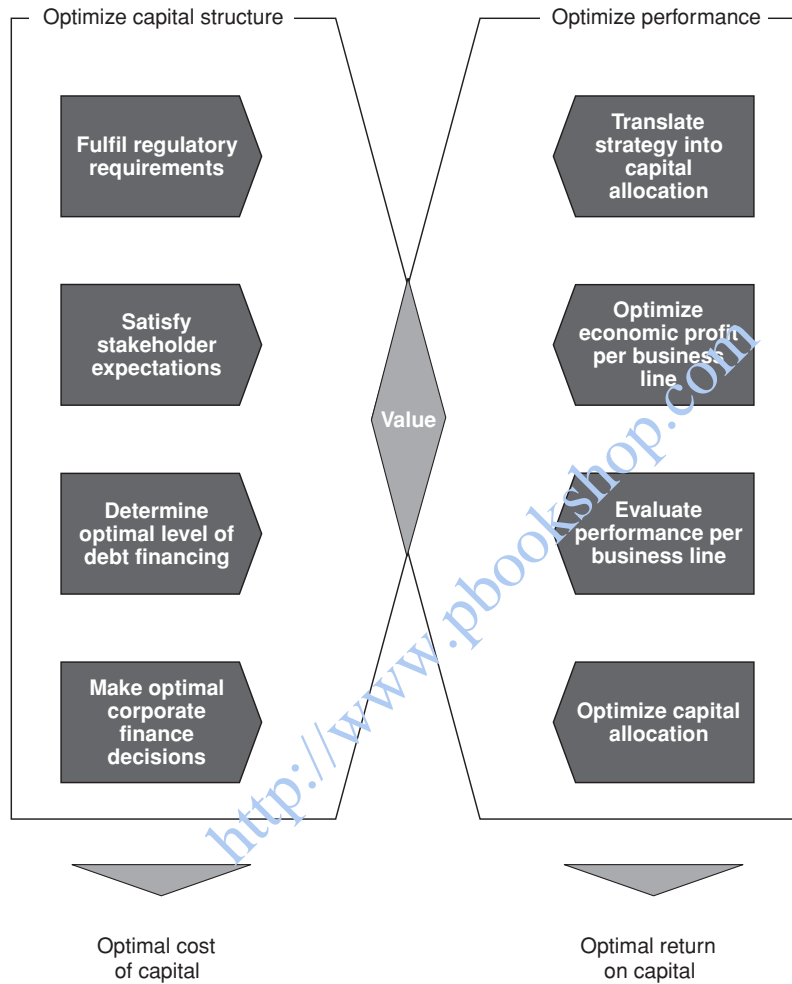 Optimize capital structure
Fulfil regulatory
requirements
Satisfy
stakeholder
expectations
Determine
optimal level of
debt financing
Make optimal
corporate
finance
decisions
Optimal cost
of capital
Value
Optimize performance
Translate
strategy into
capital
allocation
Optimize
economic profit
per business
line
Evaluate
performance per
business line
Optimize capital
allocation
Optimal return
on capital
http://www.pbookshop.com